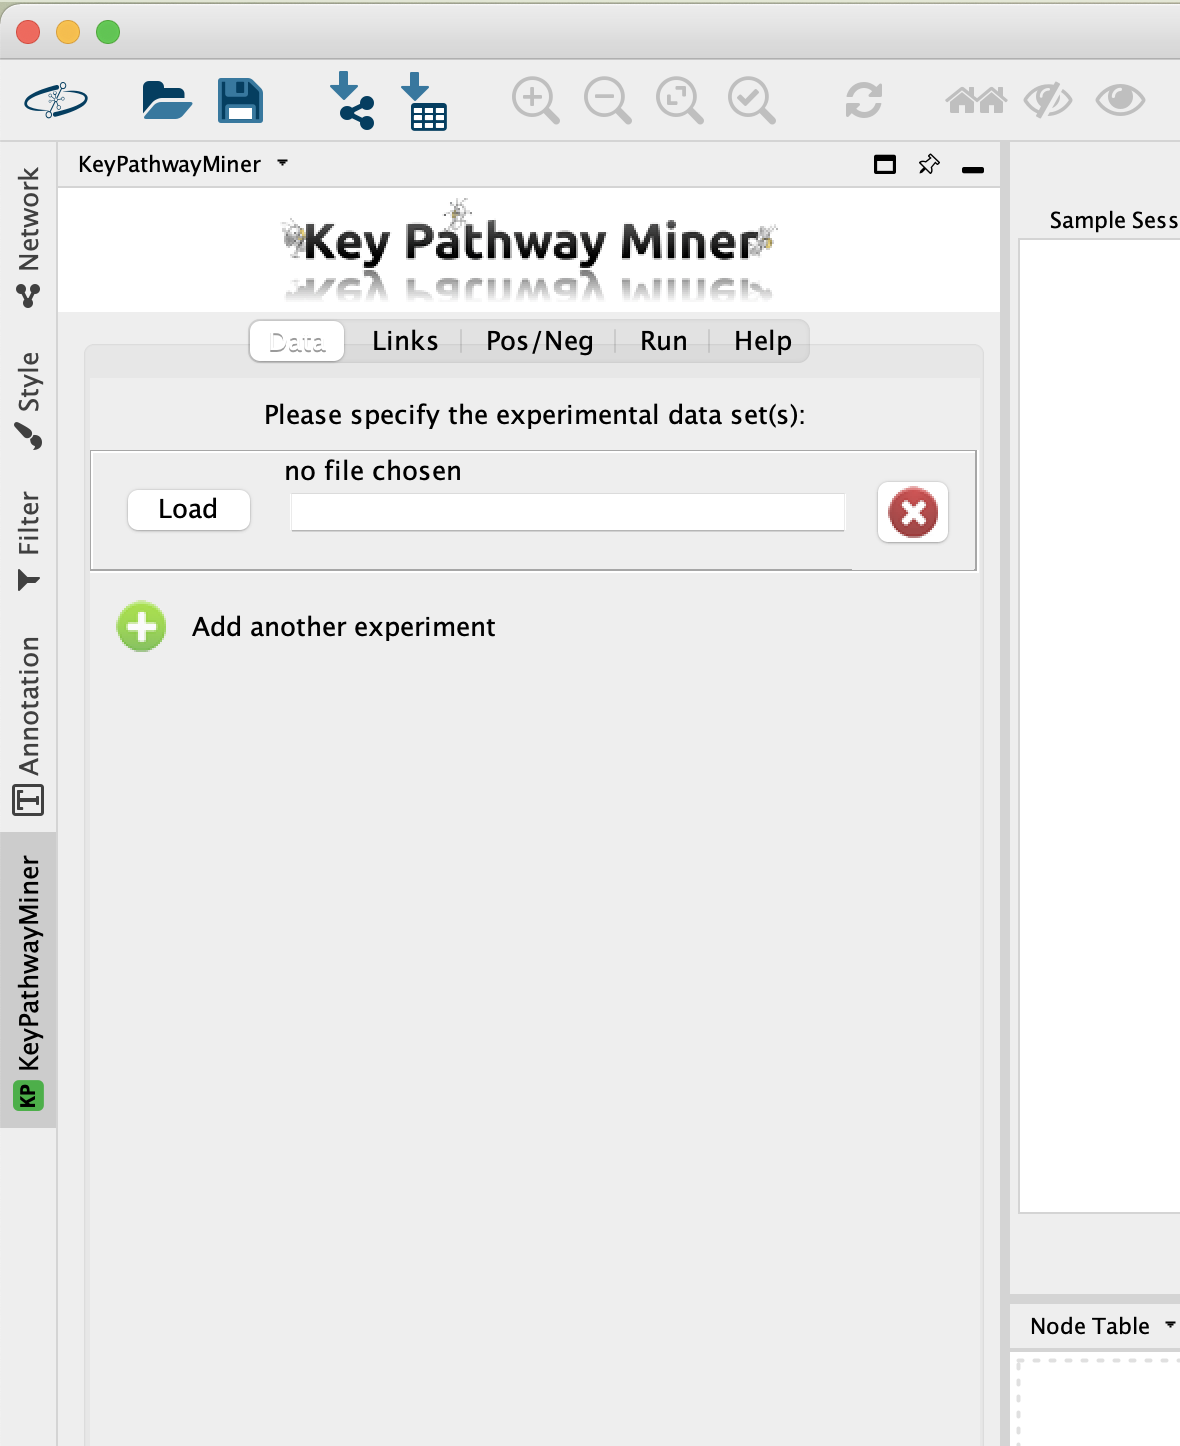 KeyPathwayMiner
Key Pathway Miner
Data Links Pos/Neg Run Help
Please specify the experimental data set(s):
no file chosen
Load
Add another experiment
Network
Style
Filter
Annotation
KeyPathwayMiner
KP
Sample Sess
Node Table